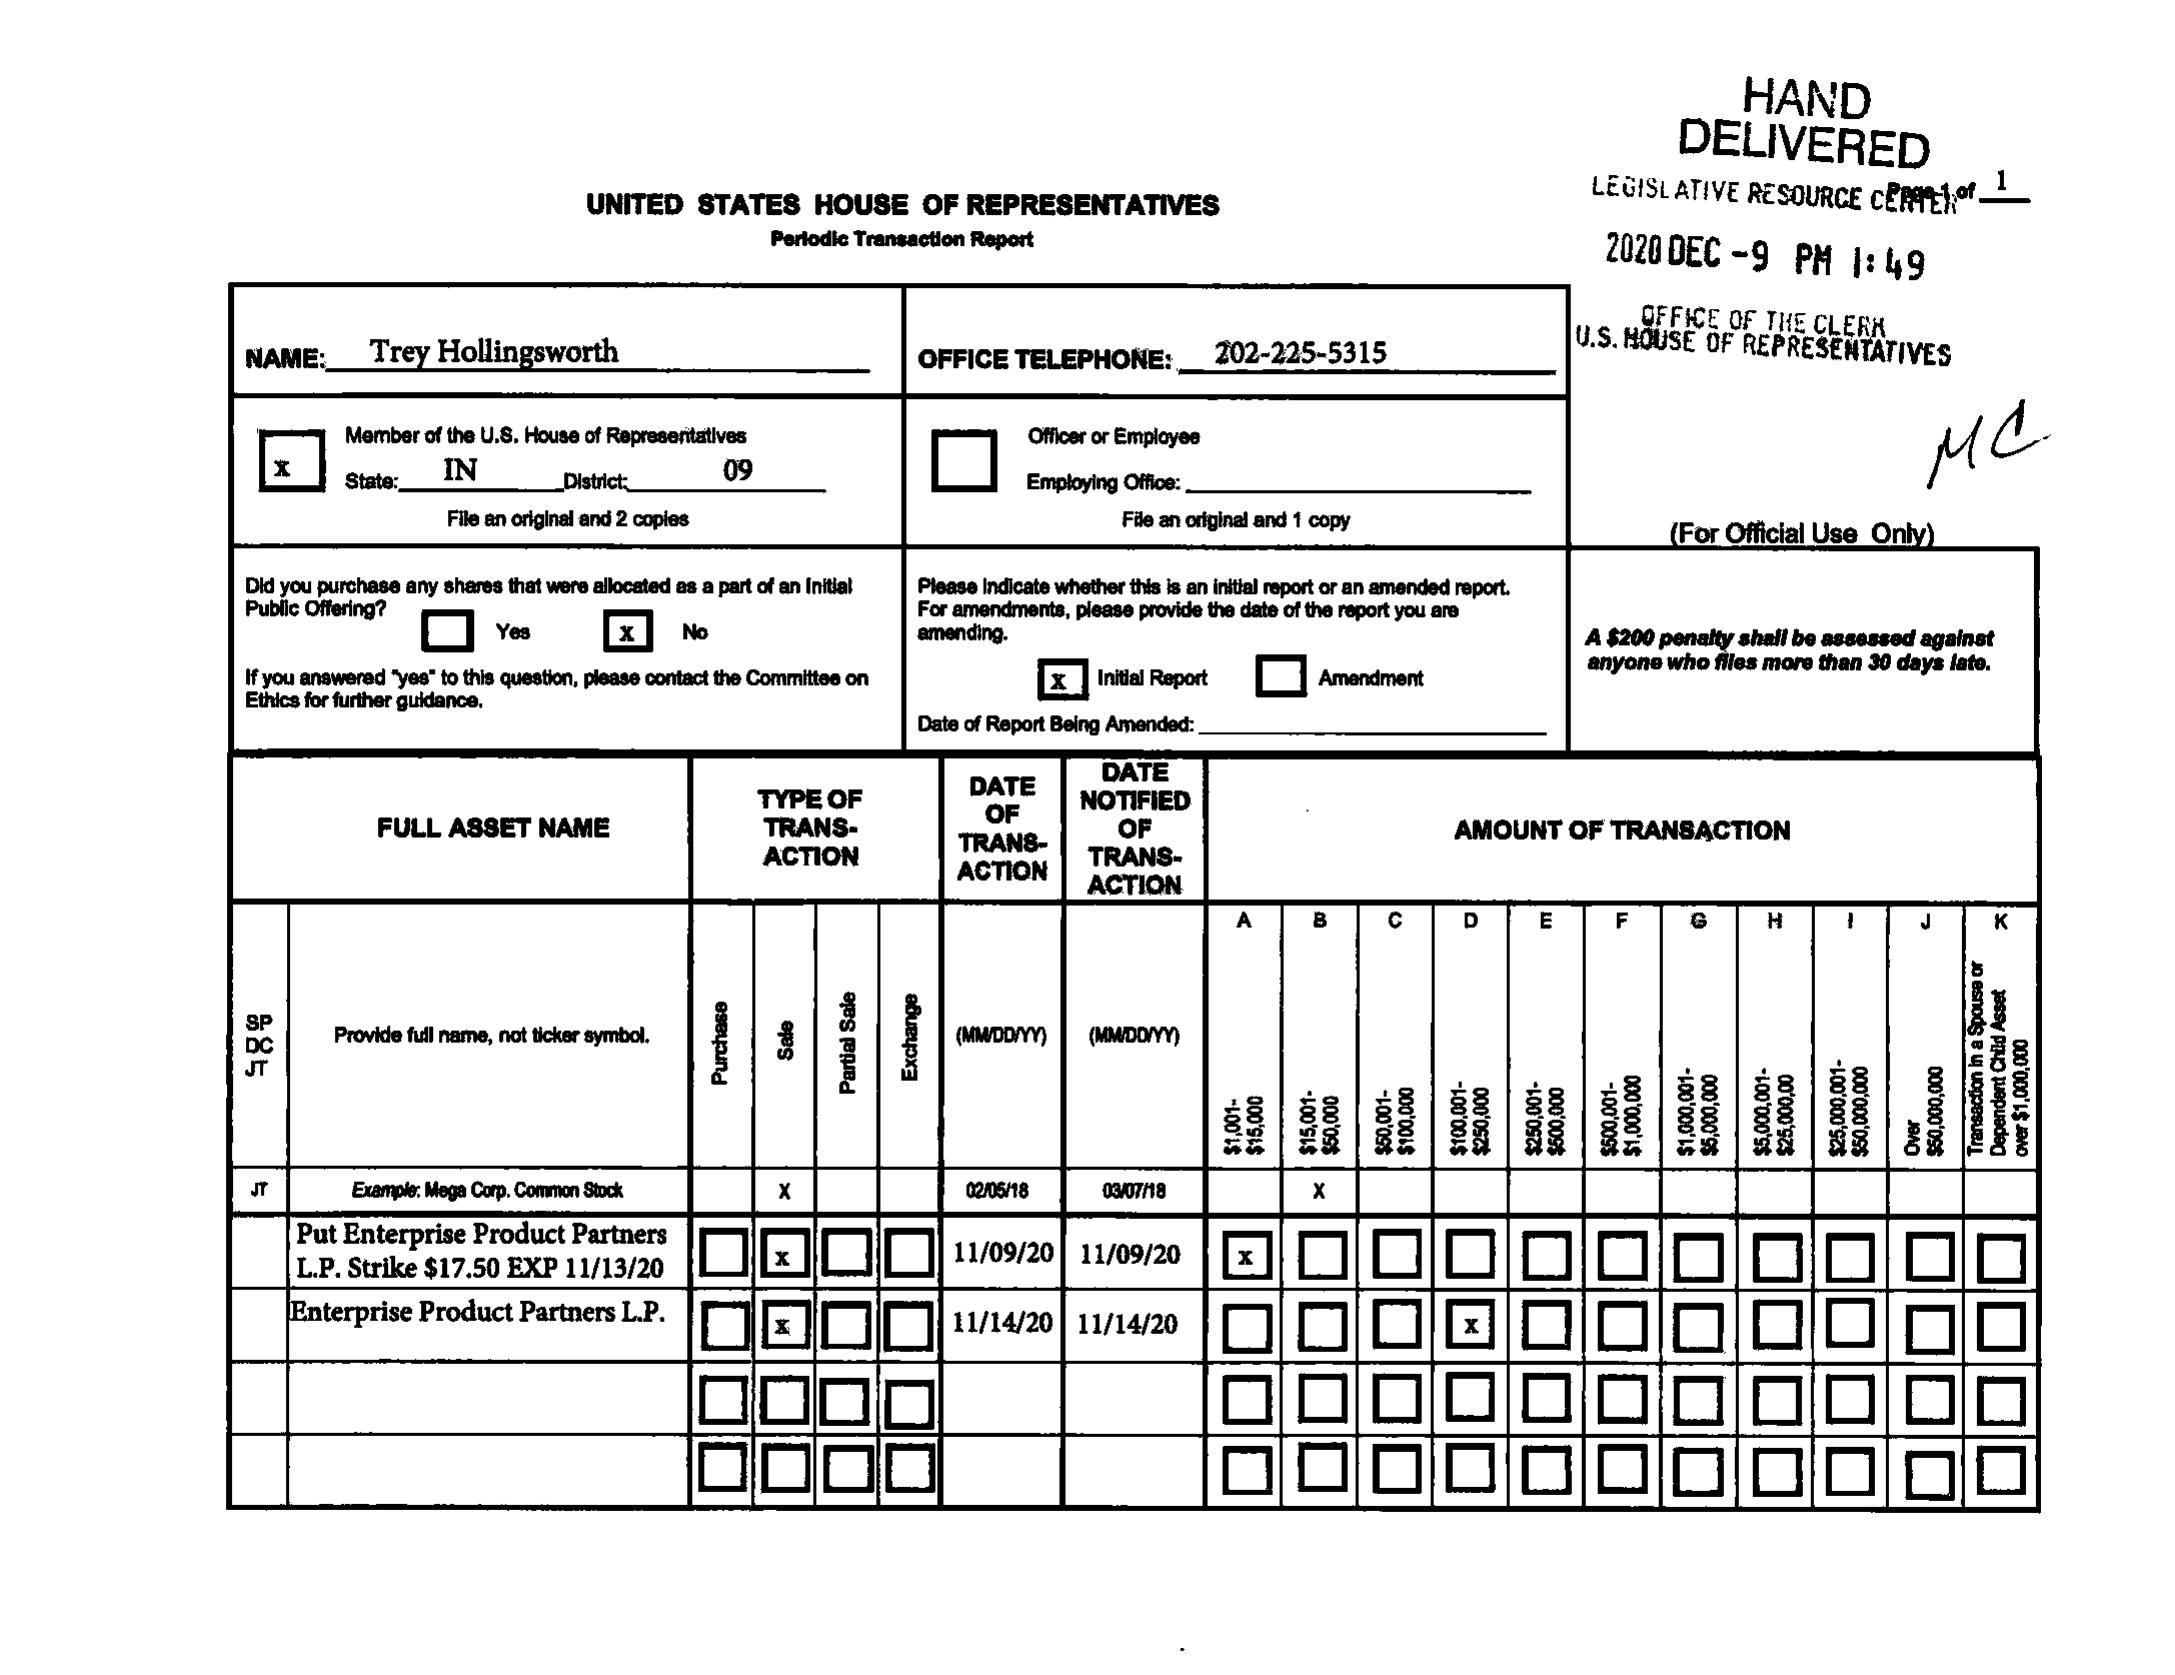 HAND
DELIVERED
LEGISLATIVE RESOURCE CENTER
Page 1 of 1
2020 DEC -9 PM 1:49
OFFICE OF THE CLERK
U.S. HOUSE OF REPRESENTATIVES
MC
(For Official Use Only)
UNITED STATES HOUSE OF REPRESENTATIVES
Periodic Transaction Report
NAME: Trey Hollingsworth
OFFICE TELEPHONE: 202-225-5315
x
Member of the U.S. House of Representatives
State: IN District: 09
File an original and 2 copies
Officer or Employee
Employing Office:
File an original and 1 copy
Did you purchase any shares that were allocated as a part of an Initial
Public Offering?
Yes x No
If you answered "yes" to this question, please contact the Committee on
Ethics for further guidance.
Please indicate whether this is an initial report or an amended report.
For amendments, please provide the date of the report you are
amending.
x Initial Report Amendment
Date of Report Being Amended:
A $200 penalty shall be assessed against
anyone who files more than 30 days late.
FULL ASSET NAME
TYPE OF
TRANS-
ACTION
DATE
OF
TRANS-
ACTION
DATE
NOTIFIED
OF
TRANS-
ACTION
AMOUNT OF TRANSACTION
SP
DC
JT
Provide full name, not ticker symbol.
Purchase
Sale
Partial Sale
Exchange
(MM/DD/YY)
(MM/DD/YY)
A B C D E F G H I J K
$1,001-
$15,000
$15,001-
$50,000
$50,001-
$100,000
$100,001-
$250,000
$250,001-
$500,000
$500,001-
$1,000,000
$1,000,001-
$5,000,000
$5,000,001-
$25,000,00
$25,000,001-
$50,000,000
Over
$50,000,000
Transaction in a Spouse or
Dependent Child Asset
over $1,000,000
JT Example: Mega Corp. Common Stock X 02/05/18 03/07/18 X
Put Enterprise Product Partners
L.P. Strike $17.50 EXP 11/13/20 x 11/09/20 11/09/20 x
Enterprise Product Partners L.P. x 11/14/20 11/14/20 x